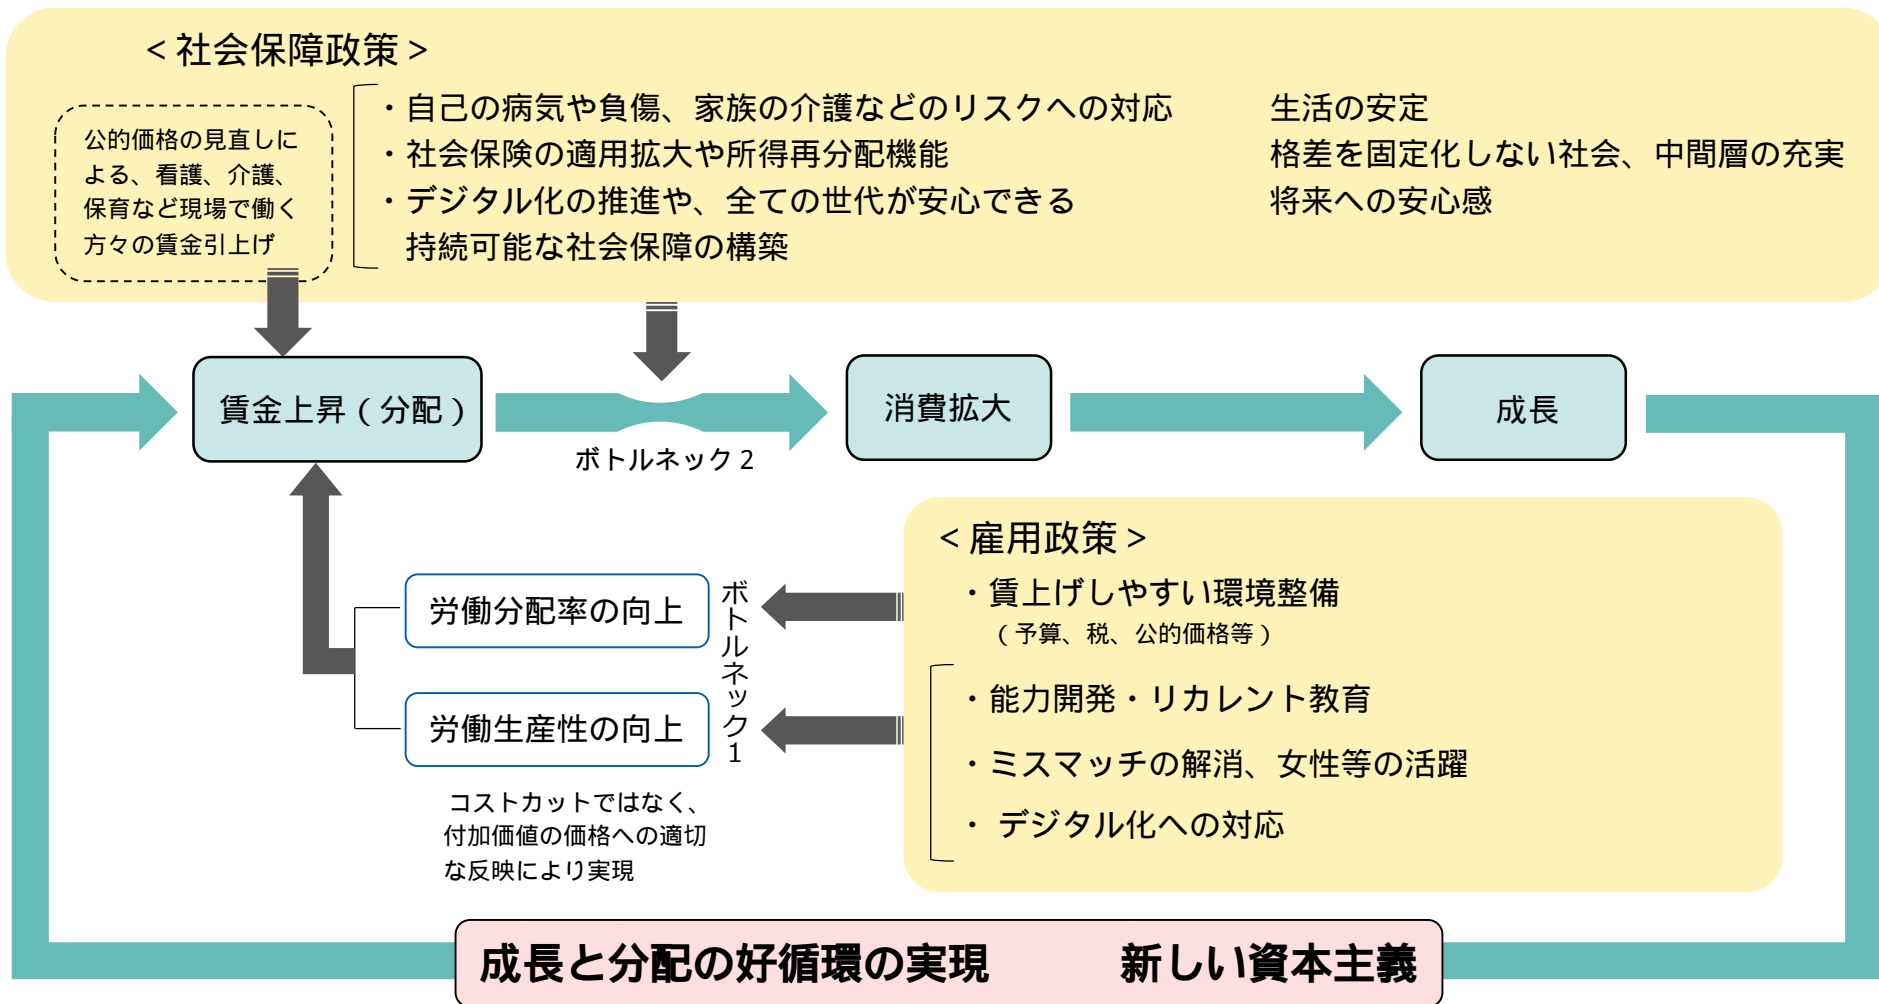 ＜社会保障政策＞
公的価格の見直しに
よる、看護、介護、
保育など現場で働く
方々の賃金引上げ
・自己の病気や負傷、家族の介護などのリスクへの対応
・社会保険の適用拡大や所得再分配機能
・デジタル化の推進や、全ての世代が安心できる
持続可能な社会保障の構築
生活の安定
格差を固定化しない社会、中間層の充実
将来への安心感
賃金上昇（分配）
ボトルネック２
消費拡大
成長
労働分配率の向上
労働生産性の向上
ボトルネック1
コストカットではなく、
付加価値の価格への適切
な反映により実現
＜雇用政策＞
・賃上げしやすい環境整備
（予算、税、公的価格等）
・能力開発・リカレント教育
・ミスマッチの解消、女性等の活躍
・ デジタル化への対応
成長と分配の好循環の実現　　　新しい資本主義